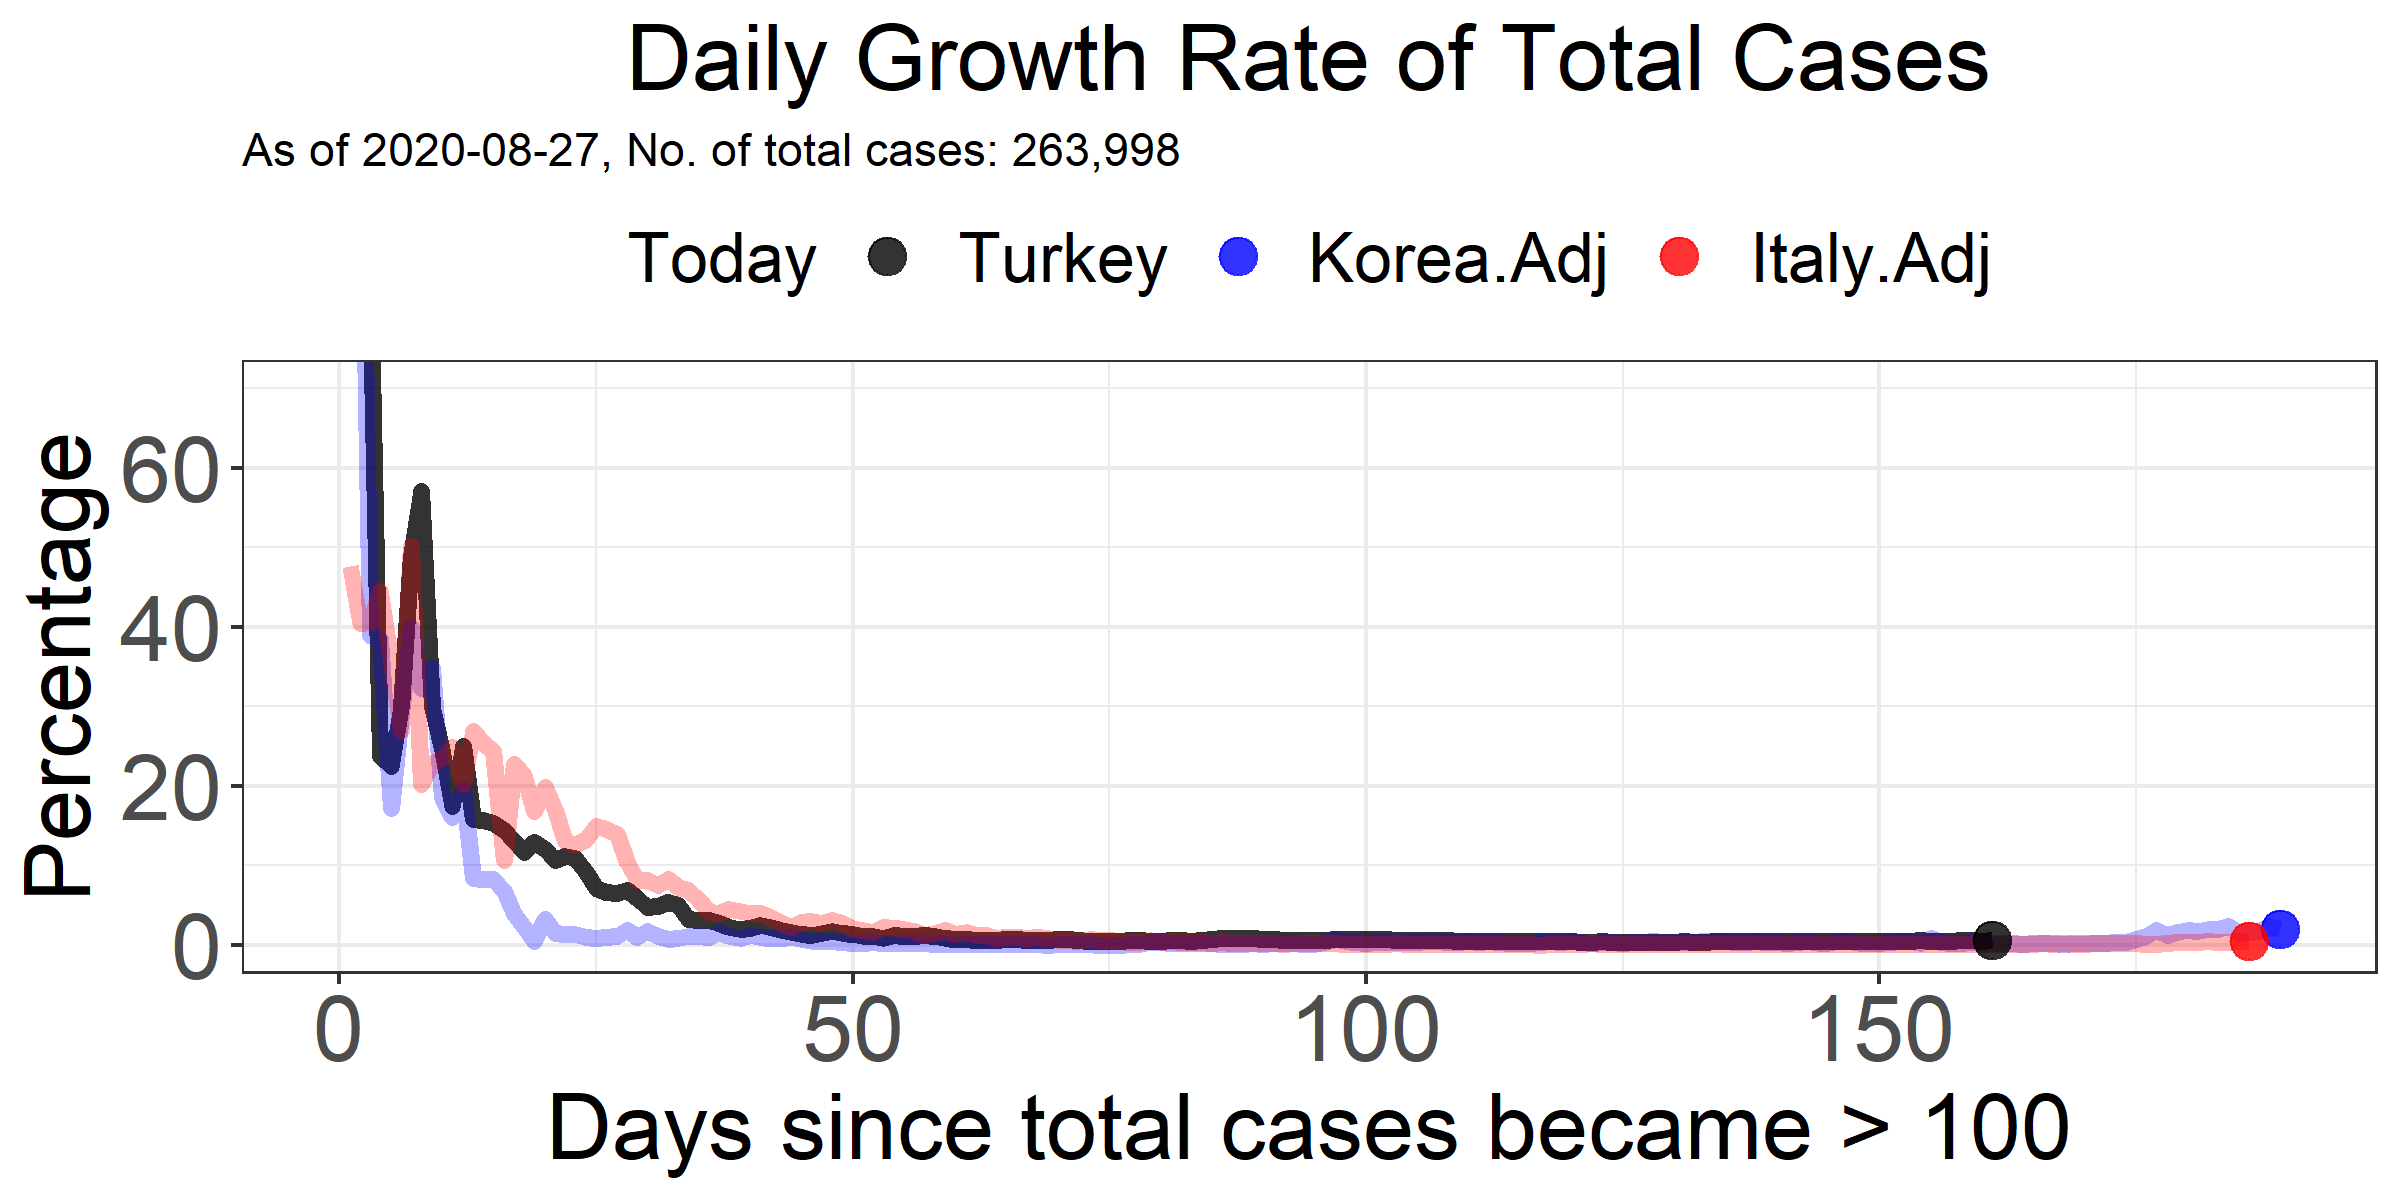 Daily Growth Rate of Total Cases
As of 2020-08-27, No. of total cases: 263,998
Today Turkey Korea.Adj Italy.Adj
Percentage
60
40
20
0
0 50 100 150
Days since total cases became > 100